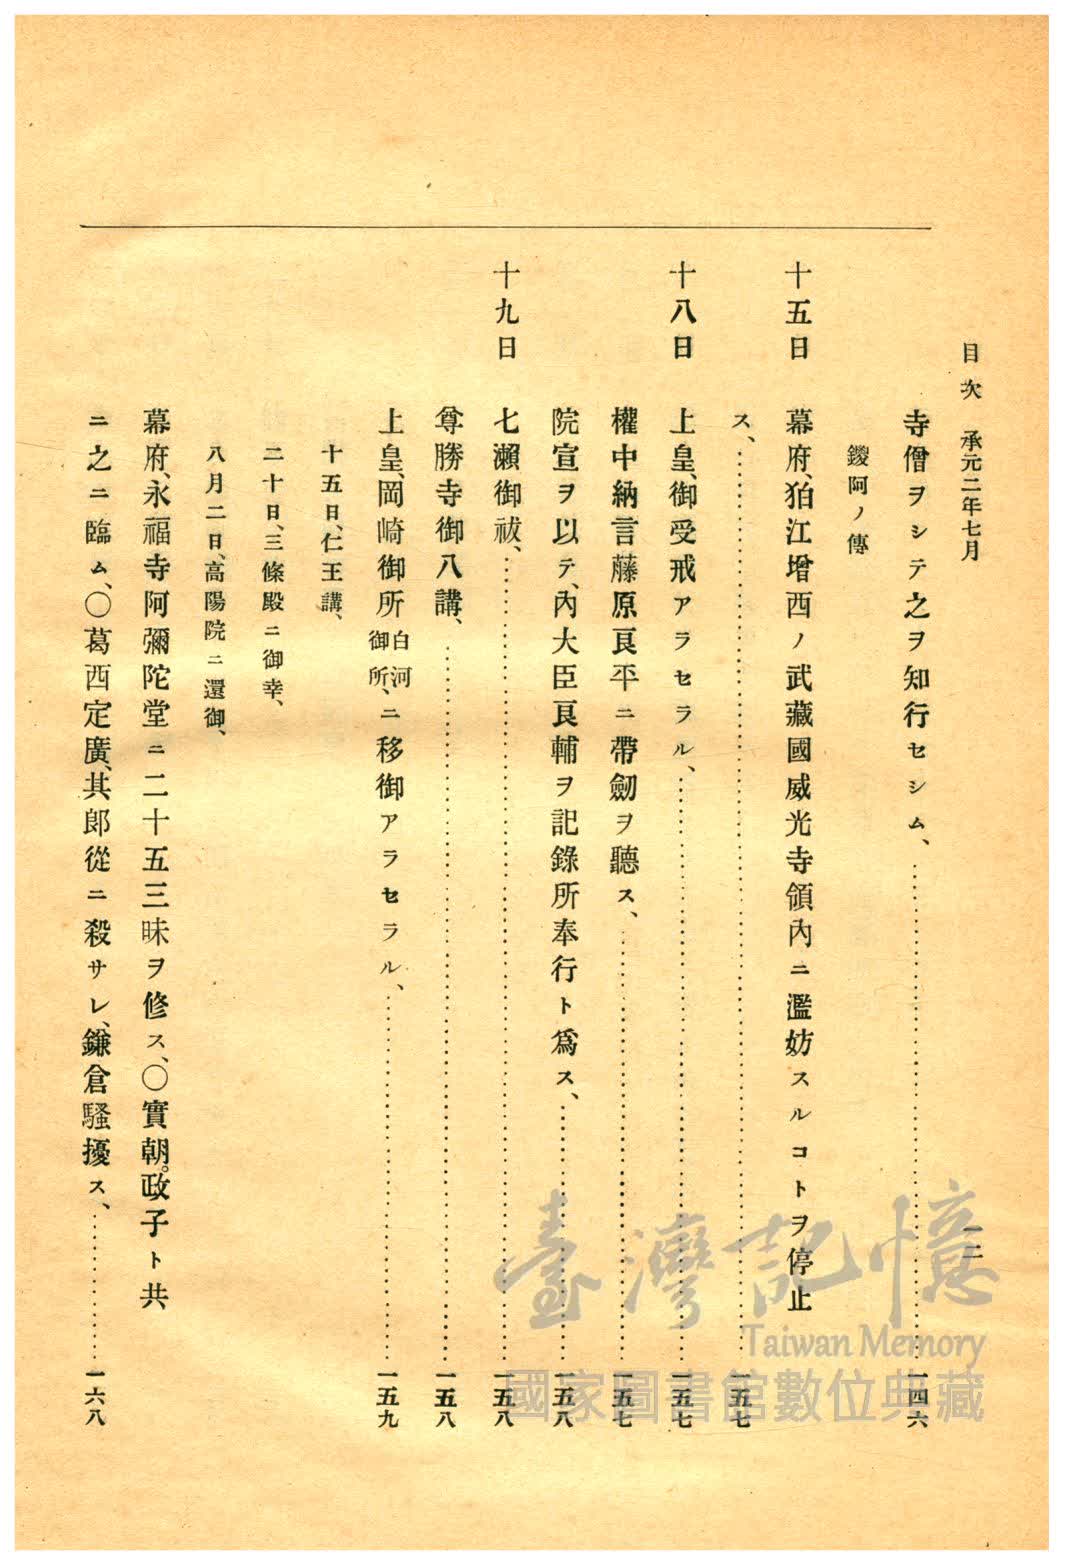 目次　承元二年七月　一二
寺僧ヲシテ之ヲ知行セシム、……一四六
鑁阿ノ傳
十五日　幕府、狛江増西ノ武藏國威光寺領內ニ濫妨スルコトヲ停止
ス、……一五七
十八日　上皇、御受戒アラセラル、……一五七
權中納言藤原良平ニ帶劒ヲ聽ス、……一五七
院宣ヲ以テ、內大臣良輔ヲ記錄所奉行ト爲ス、……一五八
十九日　七瀨御祓、……一五八
尊勝寺御八講、……一五八
上皇、岡崎御所白河御所、ニ移御アラセラル、……一五九
十五日、仁王講、
二十日、三條殿ニ御幸、
八月二日、高陽院ニ還御、
幕府、永福寺阿彌陀堂ニ二十五三昧ヲ修ス、〇實朝。政子ト共
ニ之ニ臨ム、〇葛西定廣、其郎從ニ殺サレ、鎌倉騷擾ス、……一六八
臺灣記憶
Taiwan Memory
國家圖書館數位典藏